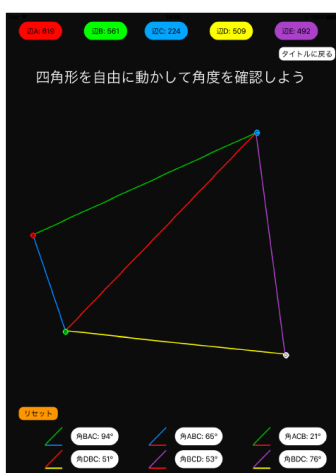 辺A: 619 辺B: 561 辺C: 224 辺D: 509 辺E: 492
タイトルに戻る
四角形を自由に動かして角度を確認しよう
リセット
角BAC: 94° 角ABC: 65° 角ACB: 21°
角DBC: 51° 角BCD: 53° 角BDC: 76°